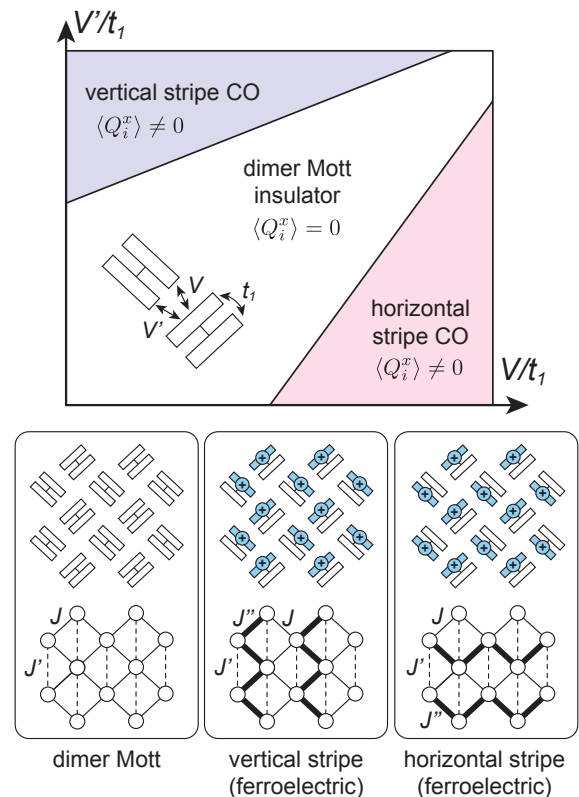 V'/t₁
vertical stripe CO
⟨Qᵢˣ⟩ ≠ 0
dimer Mott
insulator
⟨Qᵢˣ⟩ = 0
V
t₁
V'
horizontal
stripe CO
⟨Qᵢˣ⟩ ≠ 0
V/t₁
+ + + + + + + + + + + +
+ + + + + + + + + + + +
J
J'
J'' J
J'
J'
J''
dimer Mott
vertical stripe
(ferroelectric)
horizontal stripe
(ferroelectric)